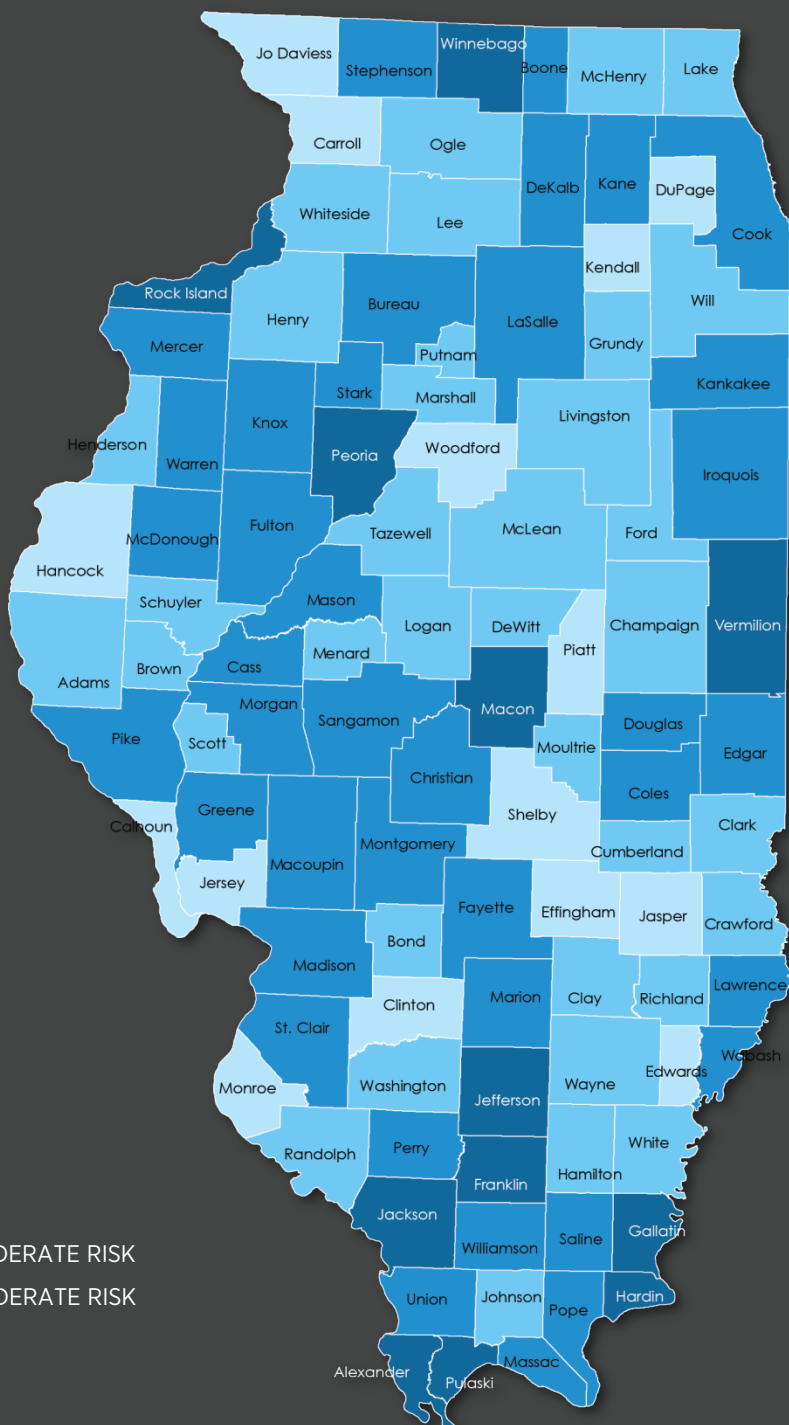 Jo Daviess
Stephenson
Winnebago
Boone
McHenry
Lake
Carroll
Ogle
DeKalb
Kane
DuPage
Cook
Whiteside
Lee
Kendall
Rock Island
Henry
Bureau
LaSalle
Will
Mercer
Putnam
Grundy
Kankakee
Stark
Marshall
Knox
Livingston
Henderson
Warren
Peoria
Woodford
Iroquois
Fulton
McDonough
Tazewell
McLean
Ford
Hancock
Schuyler
Mason
Logan
DeWitt
Champaign
Vermilion
Piatt
Menard
Brown
Cass
Adams
Morgan
Sangamon
Macon
Douglas
Pike
Scott
Moultrie
Edgar
Christian
Coles
Greene
Shelby
Calhoun
Montgomery
Macoupin
Cumberland
Clark
Jersey
Fayette
Effingham
Jasper
Crawford
Bond
Madison
Lawrence
Clinton
Marion
Clay
Richland
St. Clair
Wabash
Edwards
Monroe
Washington
Wayne
Jefferson
Randolph
Perry
White
Hamilton
Franklin
Jackson
Gallatin
Saline
Williamson
DERATE RISK
DERATE RISK
Union
Johnson
Hardin
Pope
Massac
Alexander
Pulaski